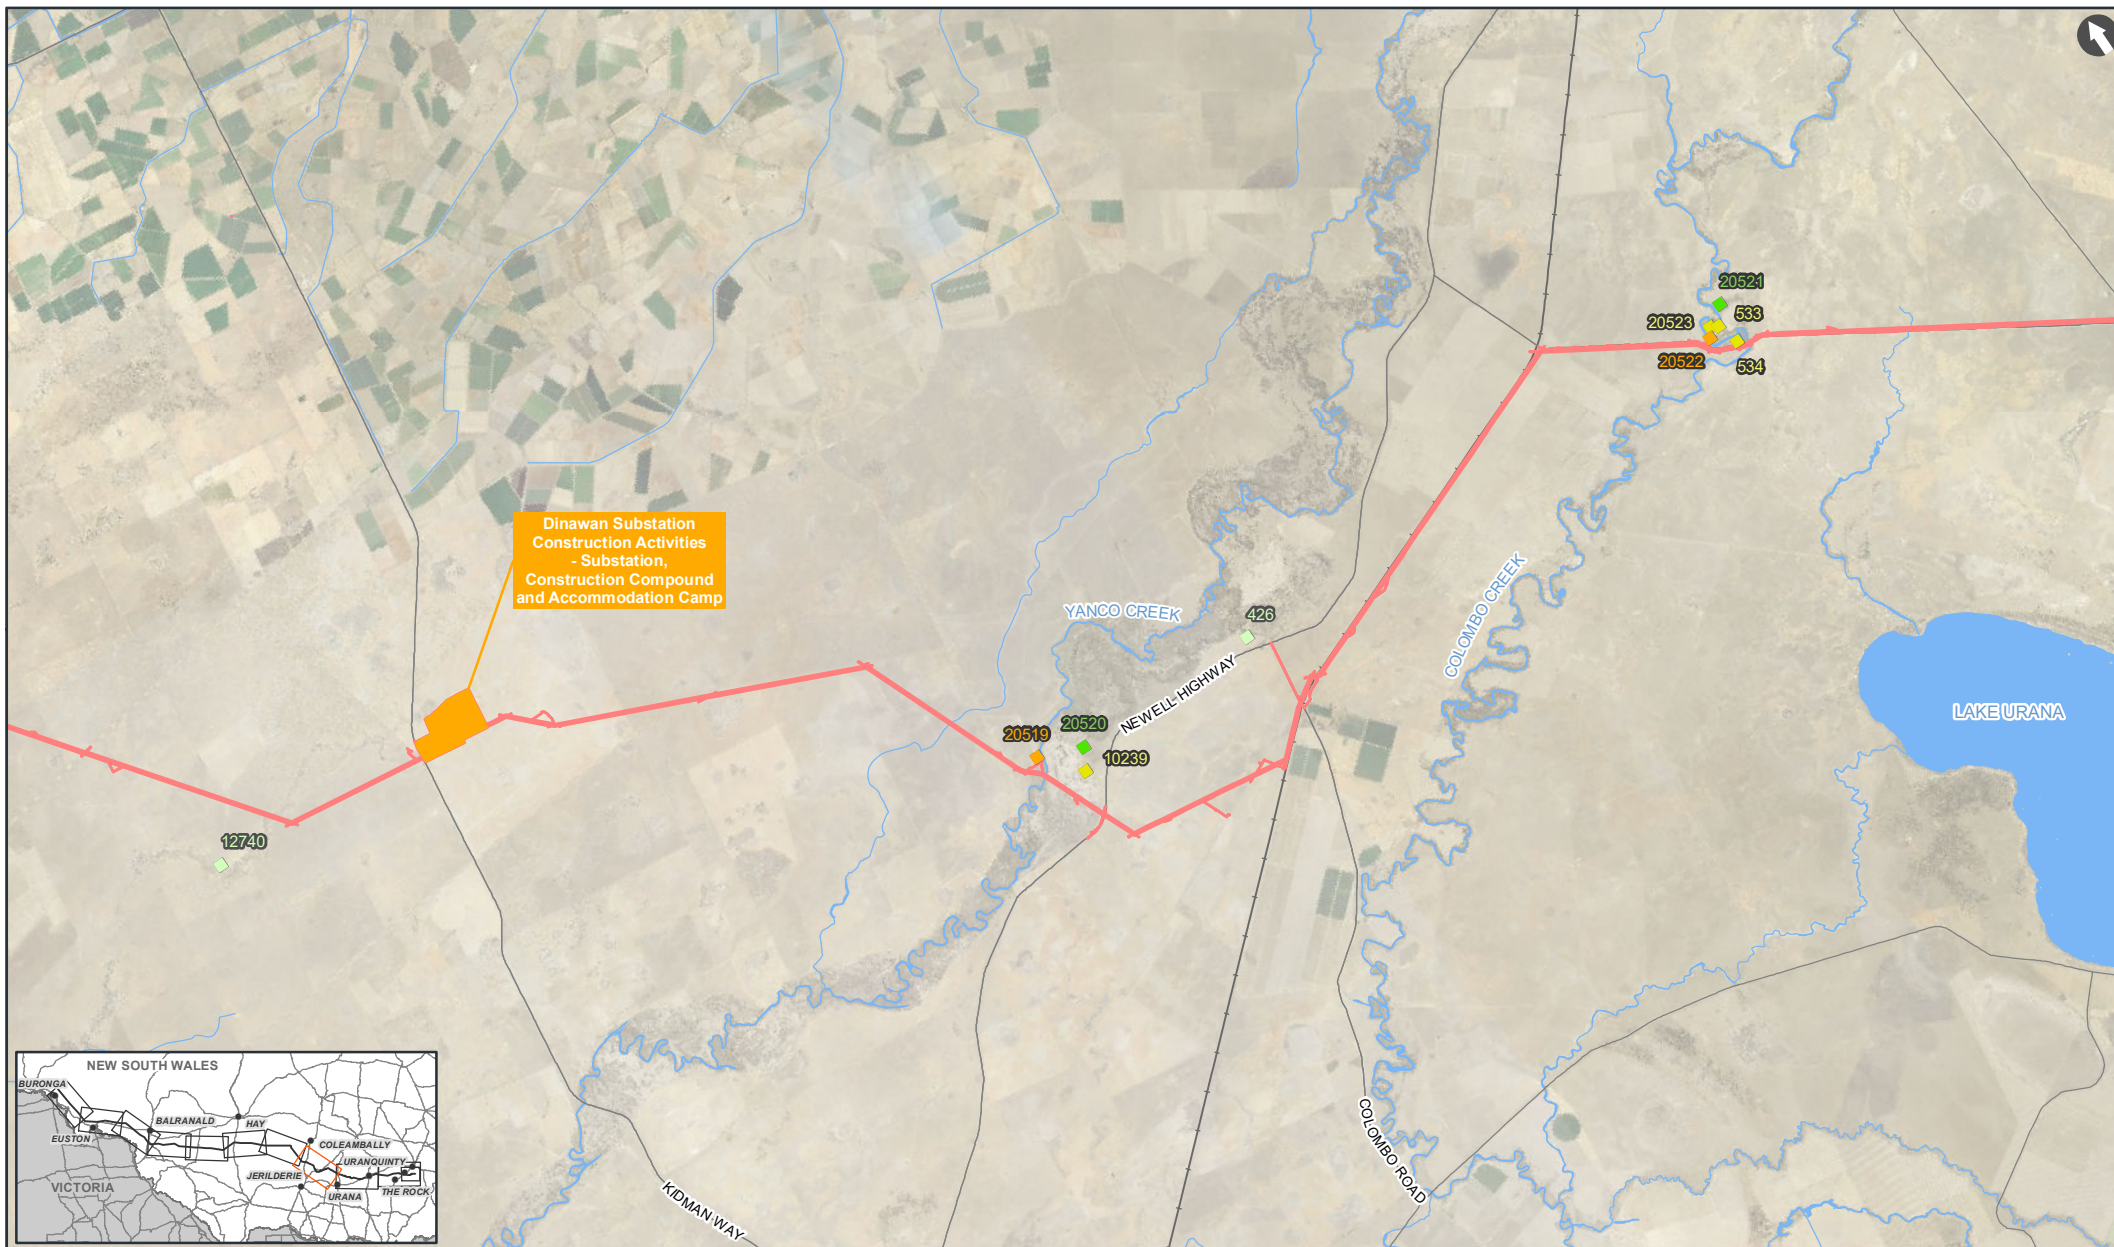 20521
533
20523
20522
534
Dinawan Substation
Construction Activities
- Substation,
Construction Compound
and Accommodation Camp
YANCO CREEK
426
COLOMBO CREEK
NEWELL HIGHWAY
LAKE URANA
20519
20520
10239
12740
COLOMBO ROAD
KIDMAN WAY
NEW SOUTH WALES
BURONGA
BALRANALD
HAY
EUSTON
COLEAMBALLY
URANQUINTY
JERILDERIE
VICTORIA
URANA
THE ROCK